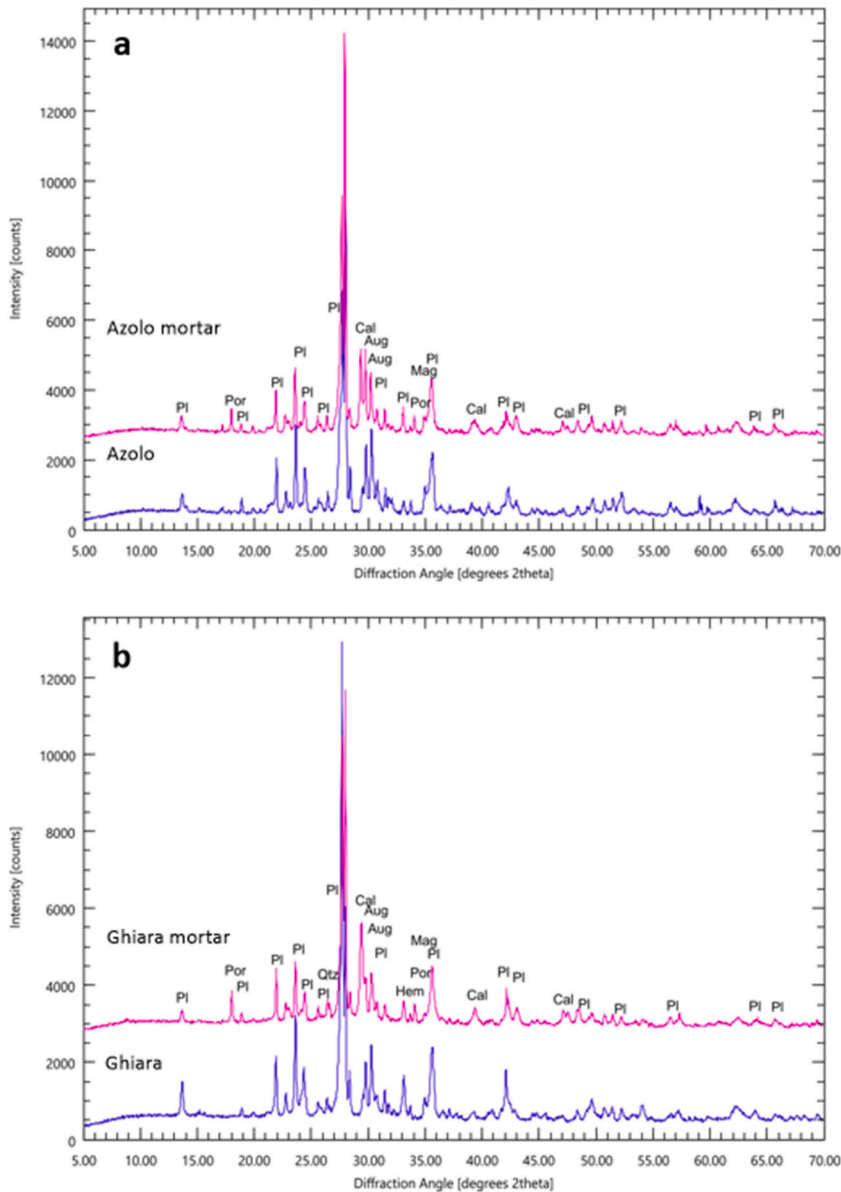 a
14000
12000
10000
8000
6000
4000
2000
0
Intensity [counts]
Azolo mortar
Azolo
Pl
Por
Pl
Pl
Pl
Pl
Pl
Pl
Cal
Aug
Aug
Pl
Pl
Mag
Por
Pl
Cal
Pl
Pl
Cal
Pl
Pl
Pl
Pl
5.00 10.00 15.00 20.00 25.00 30.00 35.00 40.00 45.00 50.00 55.00 60.00 65.00 70.00
Diffraction Angle [degrees 2theta]
b
12000
10000
8000
6000
4000
2000
0
Intensity [counts]
Ghiara mortar
Ghiara
Pl
Por
Pl
Pl
Pl
Pl
Qtz
Pl
Pl
Cal
Aug
Aug
Pl
Hem
Mag
Por
Pl
Cal
Pl
Pl
Cal
Pl
Pl
Pl
Pl
Pl
5.00 10.00 15.00 20.00 25.00 30.00 35.00 40.00 45.00 50.00 55.00 60.00 65.00 70.00
Diffraction Angle [degrees 2theta]